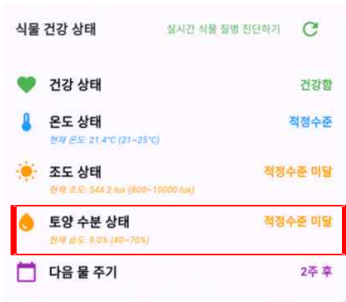 식물 건강 상태 실시간 식물 질병 진단하기
건강 상태 건강함
온도 상태 적정수준
현재 온도: 21.4°C (21~25°C)
조도 상태 적정수준 미달
현재 조도: 544.2 lux (800~10000 lux)
토양 수분 상태 적정수준 미달
현재 습도: 9.0% (40~70%)
다음 물 주기 2주 후